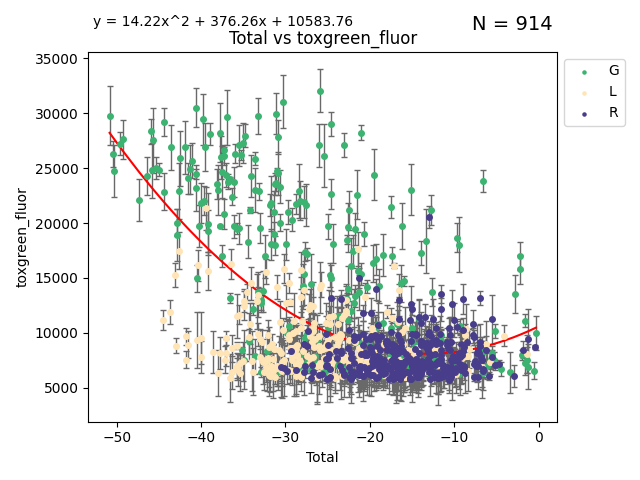 y = 14.22x^2 + 376.26x + 10583.76
N = 914
Total vs toxgreen_fluor
35000
30000
25000
20000
15000
10000
5000
toxgreen_fluor
−50
−40
−30
−20
−10
0
Total
G
L
R